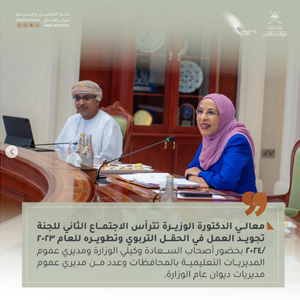 معالي الدكتورة الوزيرة تترأس الاجتماع الثاني للجنة
تجويد العمل في الحقل التربوي وتطويره للعام ٢٠٢٣
/٢٠٢٤ بحضور أصحاب السعادة وكيلي الوزارة ومديري عموم
المديريات التعليمية بالمحافظات وعدد من مديري عموم
مديريات ديوان عام الوزارة.